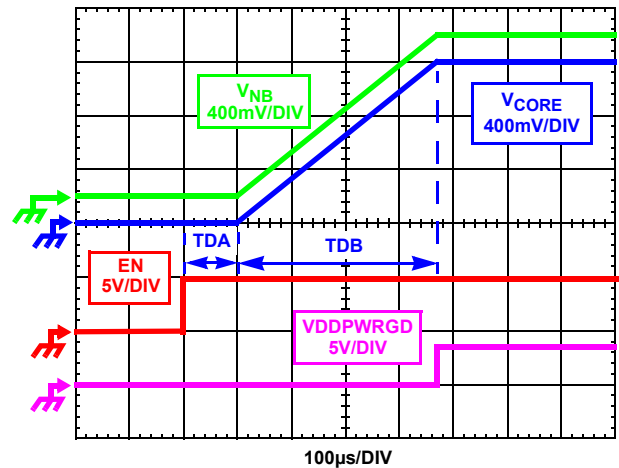 VNB
400mV/DIV
VCORE
400mV/DIV
TDA
TDB
EN
5V/DIV
VDDPWRGD
5V/DIV
100µs/DIV